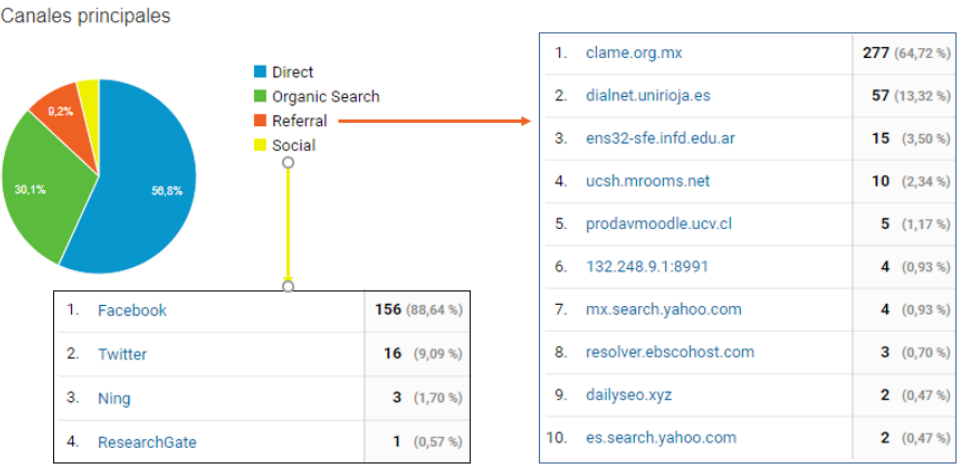 Canales principales
Direct
Organic Search
Referral
Social
9,2%
30,1%
56,8%
1. Facebook 156 (88,64 %)
2. Twitter 16 (9,09 %)
3. Ning 3 (1,70 %)
4. ResearchGate 1 (0,57 %)
1. clame.org.mx 277 (64,72 %)
2. dialnet.unirioja.es 57 (13,32 %)
3. ens32-sfe.infd.edu.ar 15 (3,50 %)
4. ucsh.mrooms.net 10 (2,34 %)
5. prodavmoodle.ucv.cl 5 (1,17 %)
6. 132.248.9.1:8991 4 (0,93 %)
7. mx.search.yahoo.com 4 (0,93 %)
8. resolver.ebscohost.com 3 (0,70 %)
9. dailyseo.xyz 2 (0,47 %)
10. es.search.yahoo.com 2 (0,47 %)